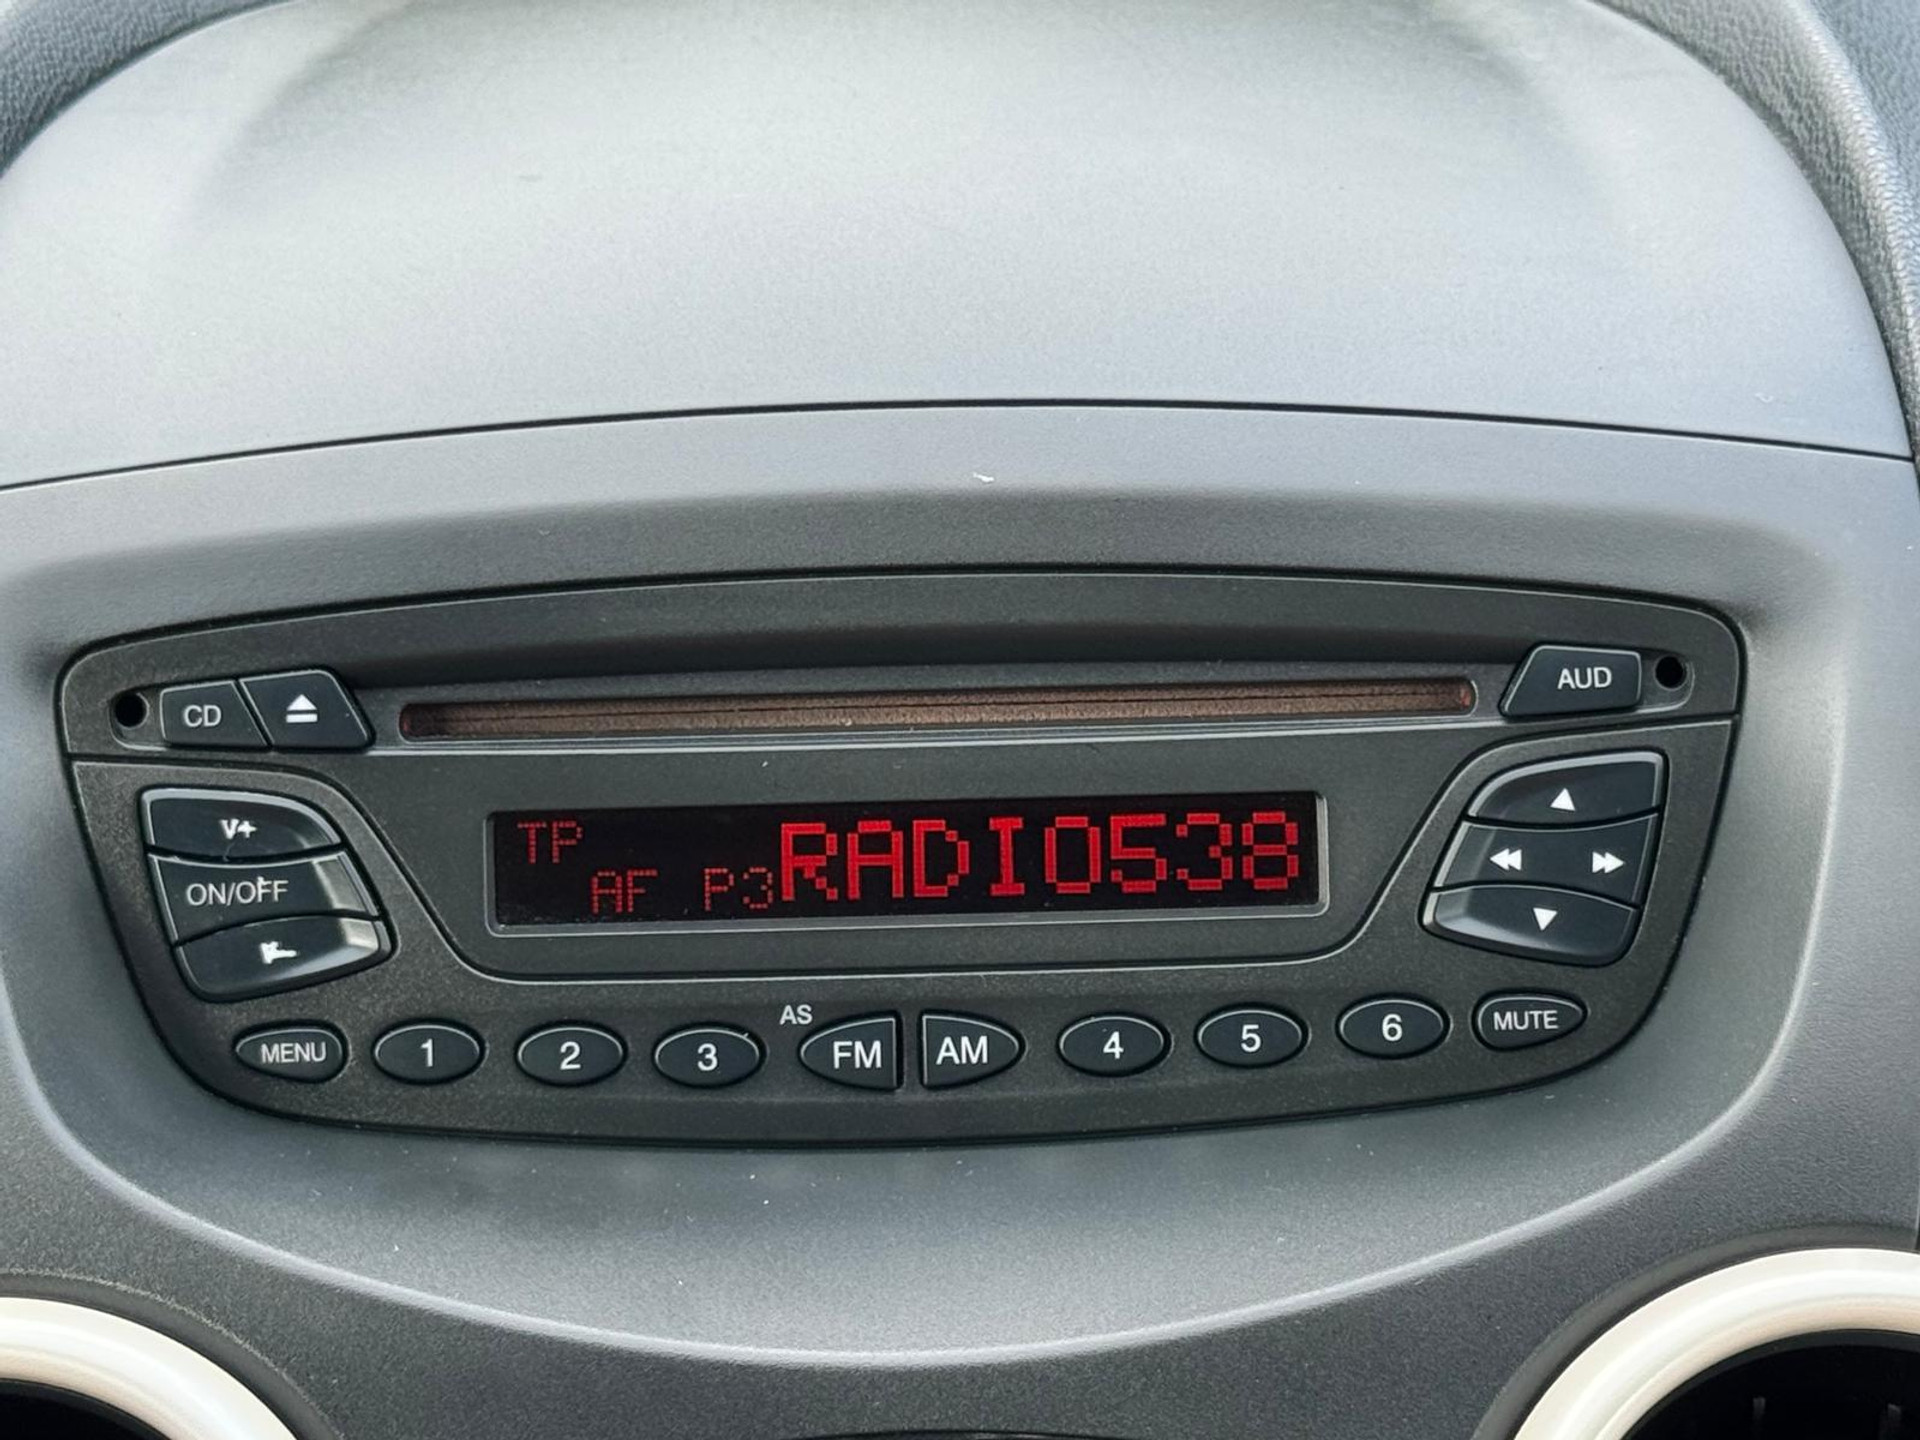 CD
AUD
V+
ON/OFF
TP
AF P3 RADIO538
MENU 1 2 3 AS FM AM 4 5 6 MUTE